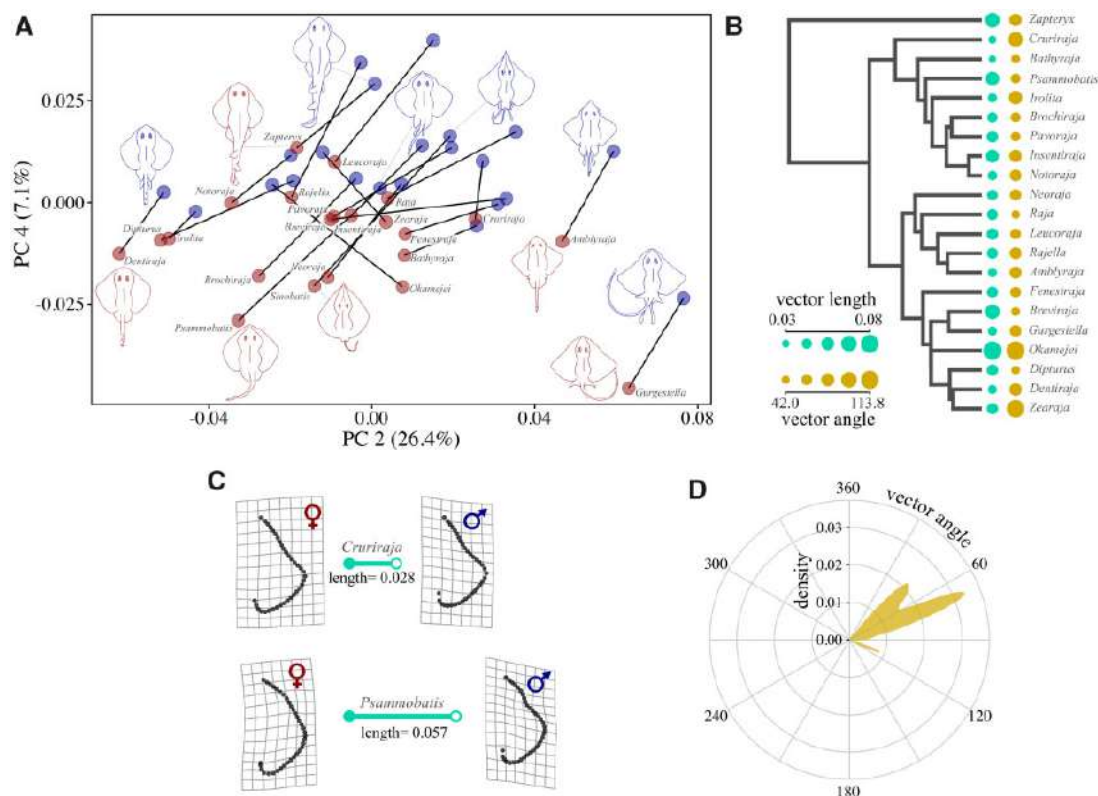 A
0.025
0.000
-0.025
PC 4 (7.1%)
Zapteryx
Leucoraja
Notoraja
Rajella
Raja
Pavoraja
Zearaja
Cruriraja
Dipturus
Irolita
Breviraja
Insentiraja
Fenestraja
Amblyraja
Dentiraja
Bathyraja
Brochiraja
Neoraja
Sinobatis
Okamejei
Psammobatis
Gurgesiella
-0.04
0.00
0.04
0.08
PC 2 (26.4%)
B
Zapteryx
Cruriraja
Bathyraja
Psammobatis
Irolita
Brochiraja
Pavoraja
Insentiraja
Notoraja
Neoraja
Raja
Leucoraja
Rajella
Amblyraja
Fenestraja
Breviraja
Gurgesiella
Okamejei
Dipturus
Dentiraja
Zearaja
vector length
0.03 0.08
42.0 113.8
vector angle
C
♀ ♂
Cruriraja
length= 0.028
♀ ♂
Psammobatis
length= 0.057
D
360
vector angle
60
120
180
240
300
density
0.03
0.02
0.01
0.00